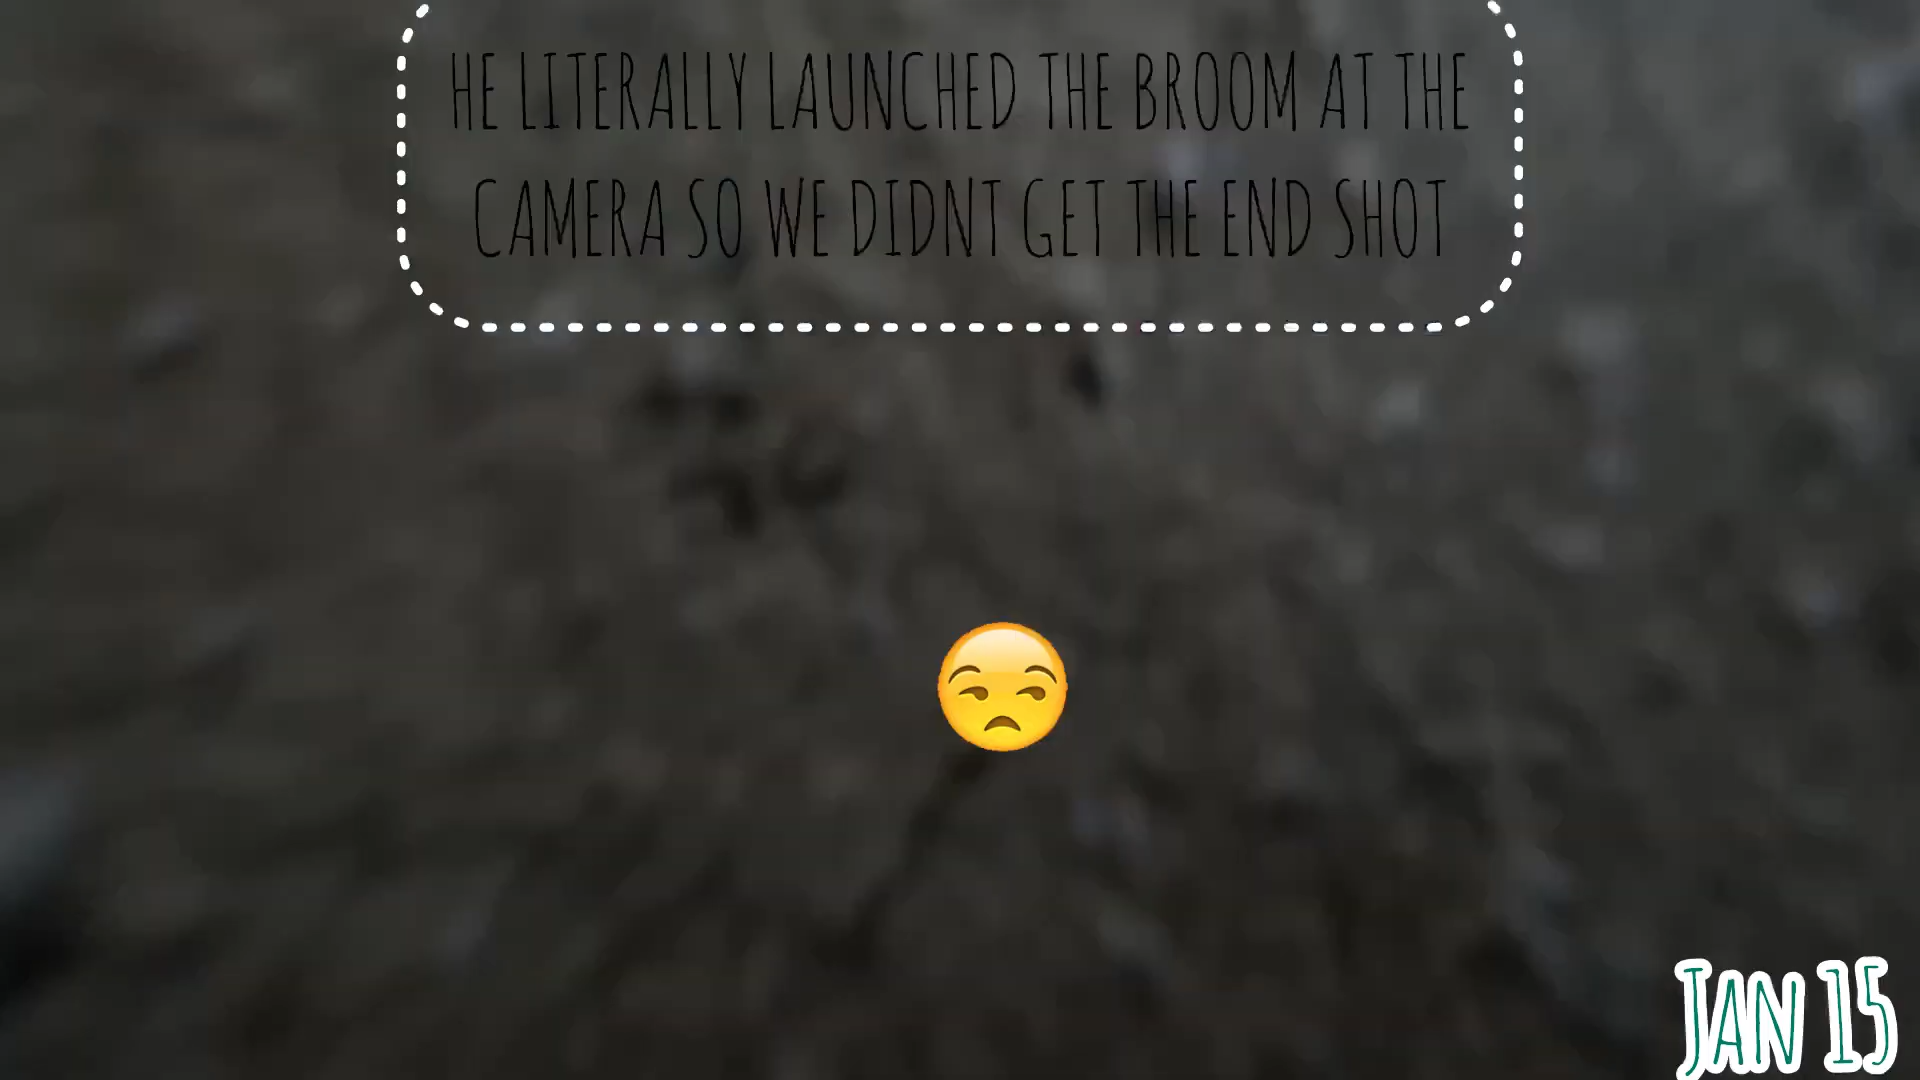 HE LITERALLY LAUNCHED THE BROOM AT THE
CAMERA SO WE DIDNT GET THE END SHOT
JAN 15